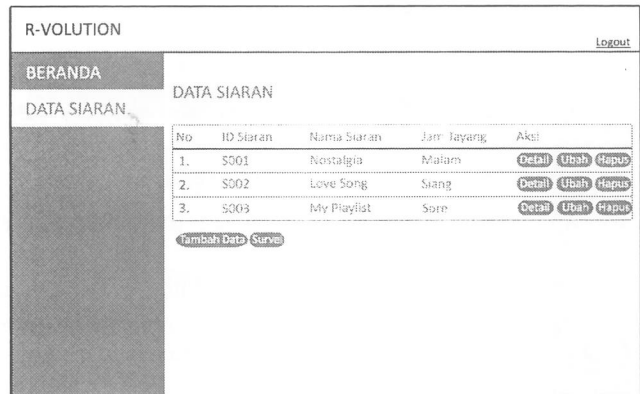 R-VOLUTION
Logout
BERANDA
DATA SIARAN
DATA SIARAN
No ID Siaran Nama Siaran Jam Tayang Aksi
1. S001 Nostalgia Malam Detail Ubah Hapus
2. S002 Love Song Siang Detail Ubah Hapus
3. S003 My Playlist Sore Detail Ubah Hapus
Tambah Data Survei